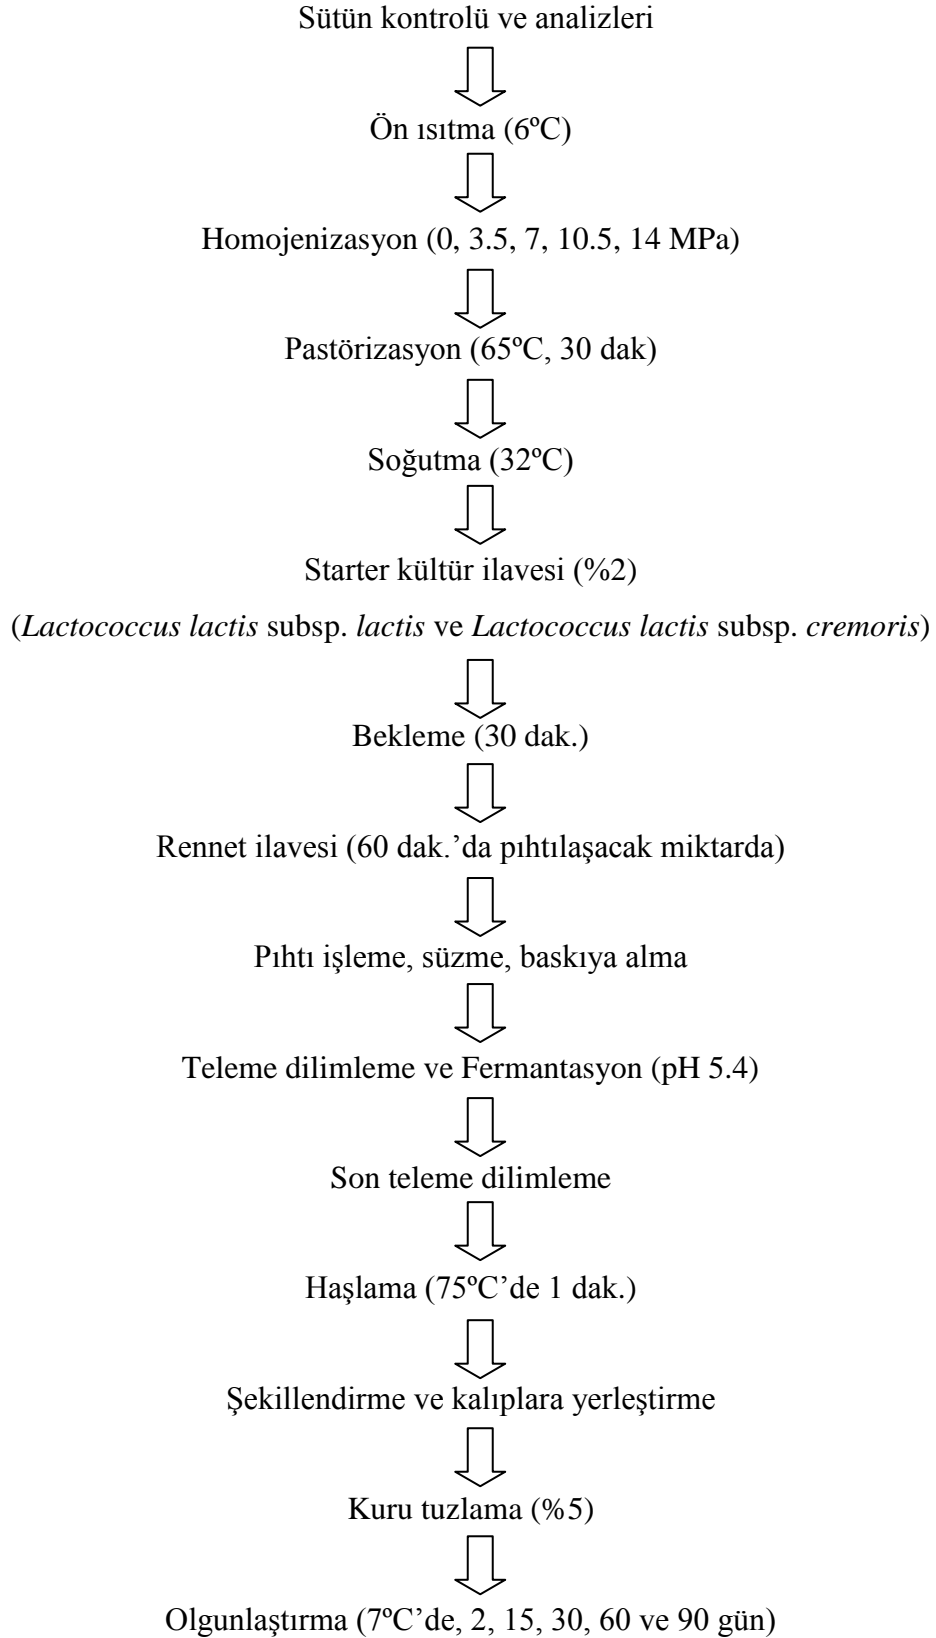 Sütün kontrolü ve analizleri
Ön ısıtma (6ºC)
Homojenizasyon (0, 3.5, 7, 10.5, 14 MPa)
Pastörizasyon (65ºC, 30 dak)
Soğutma (32ºC)
Starter kültür ilavesi (%2)
(Lactococcus lactis subsp. lactis ve Lactococcus lactis subsp. cremoris)
Bekleme (30 dak.)
Rennet ilavesi (60 dak.’da pıhtılaşacak miktarda)
Pıhtı işleme, süzme, baskıya alma
Teleme dilimleme ve Fermantasyon (pH 5.4)
Son teleme dilimleme
Haşlama (75ºC’de 1 dak.)
Şekillendirme ve kalıplara yerleştirme
Kuru tuzlama (%5)
Olgunlaştırma (7ºC’de, 2, 15, 30, 60 ve 90 gün)